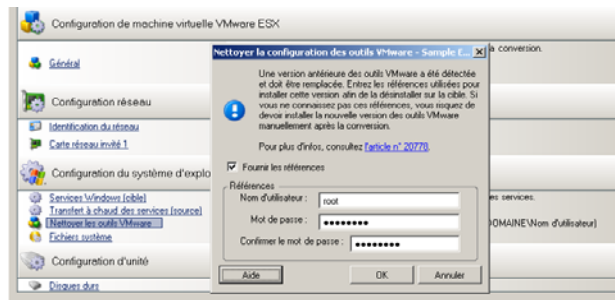 Configuration de machine virtuelle VMware ESX
Général
a conversion.
Configuration réseau
Identification du réseau
Carte réseau invité 1
Configuration du système d'explo
Services Windows (cible)
es services.
Transfert à chaud des services (source)
Nettoyer les outils VMware
OMAINE\Nom d'utilisateur)
Fichiers système
Configuration d'unité
Disques durs
Nettoyer la configuration des outils VMware - Sample E...
Une version antérieure des outils VMware a été détectée
et doit être remplacée. Entrez les références utilisées pour
installer cette version afin de la désinstaller sur la cible. Si
vous ne connaissez pas ces références, vous risquez de
devoir installer la nouvelle version des outils VMware
manuellement après la conversion.
Pour plus d'infos, consultez l'article n° 20778.
Fournir les références
Références
Nom d'utilisateur : root
Mot de passe : ●●●●●●●●
Confirmer le mot de passe : ●●●●●●●●
Aide
OK
Annuler